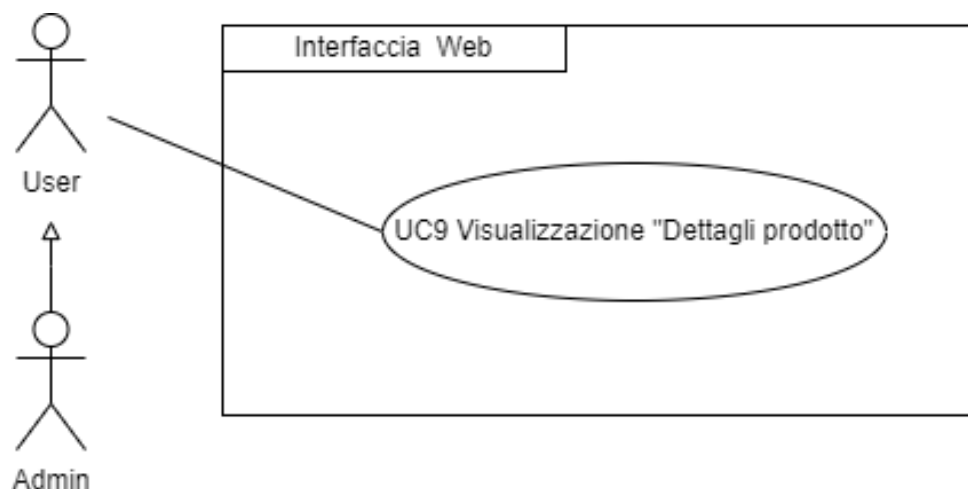 Interfaccia Web
User
UC9 Visualizzazione "Dettagli prodotto"
Admin